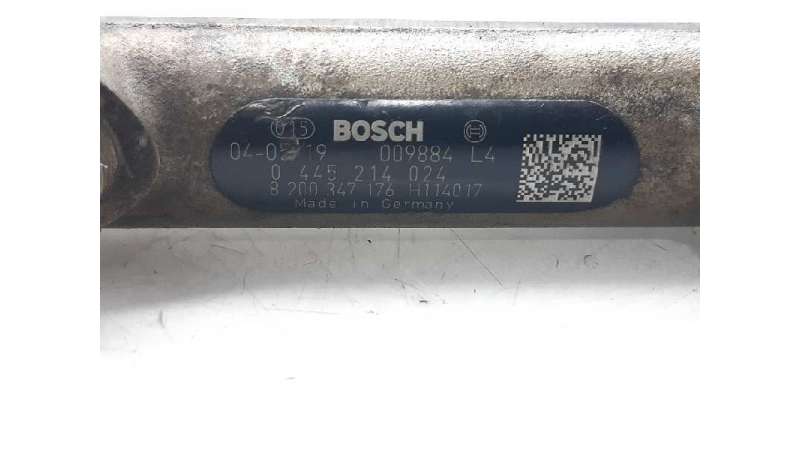 015 BOSCH
04-05-19 009884 L4
0 445 214 024
8 200 347 176 H114017
Made in Germany